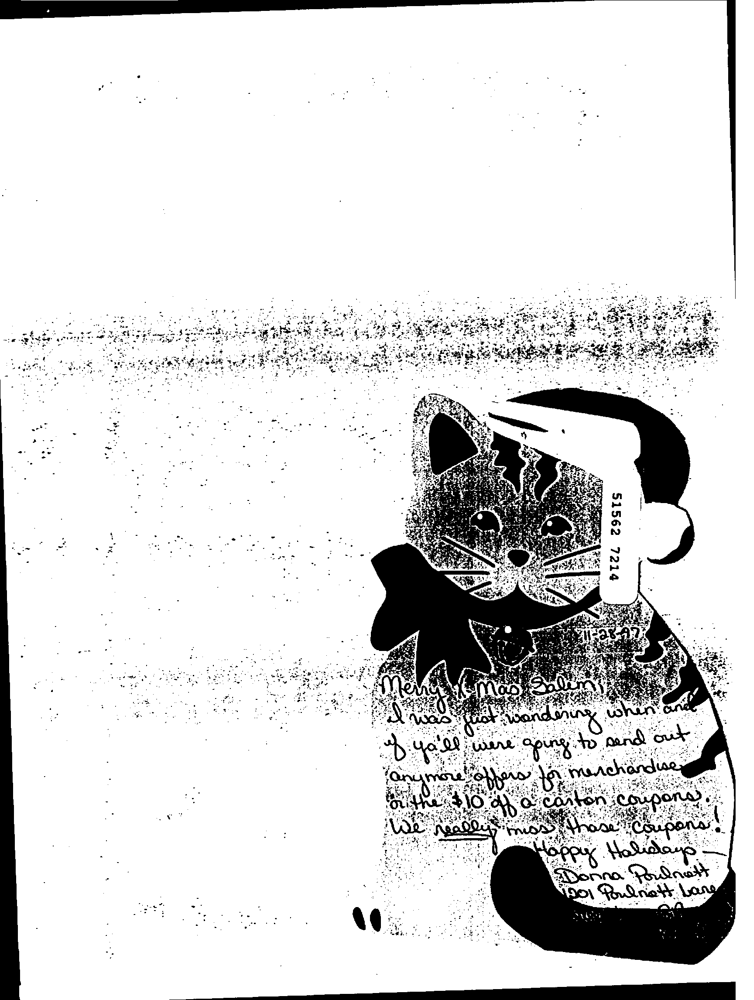 51562 7214
11-28-97
Merry X Mas Salem,
I was just wondering when and
if ya'll were going to send out
anymore offers for merchandise
or the $10 off a carton coupons.
We really miss those coupons!
Happy Holidays —
Donna Poulnott
1201 Poulnott Lane